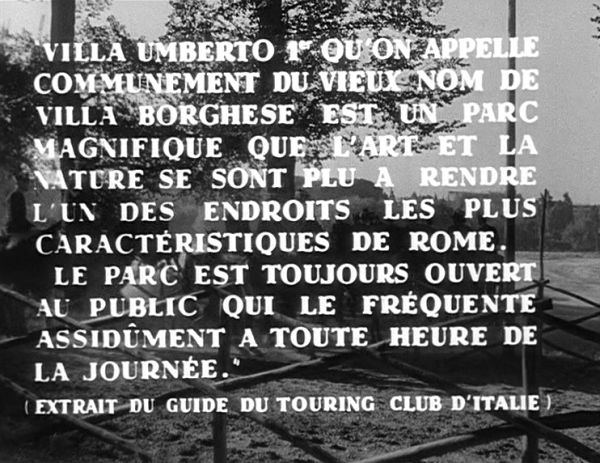 "VILLA UMBERTO 1er QU'ON APPELLE
COMMUNEMENT DU VIEUX NOM DE
VILLA BORGHESE EST UN PARC
MAGNIFIQUE QUE L'ART ET LA
NATURE SE SONT PLU A RENDRE
L'UN DES ENDROITS LES PLUS
CARACTÉRISTIQUES DE ROME.
LE PARC EST TOUJOURS OUVERT
AU PUBLIC QUI LE FRÉQUENTE
ASSIDÛMENT A TOUTE HEURE DE
LA JOURNÉE."
(EXTRAIT DU GUIDE DU TOURING CLUB D'ITALIE)